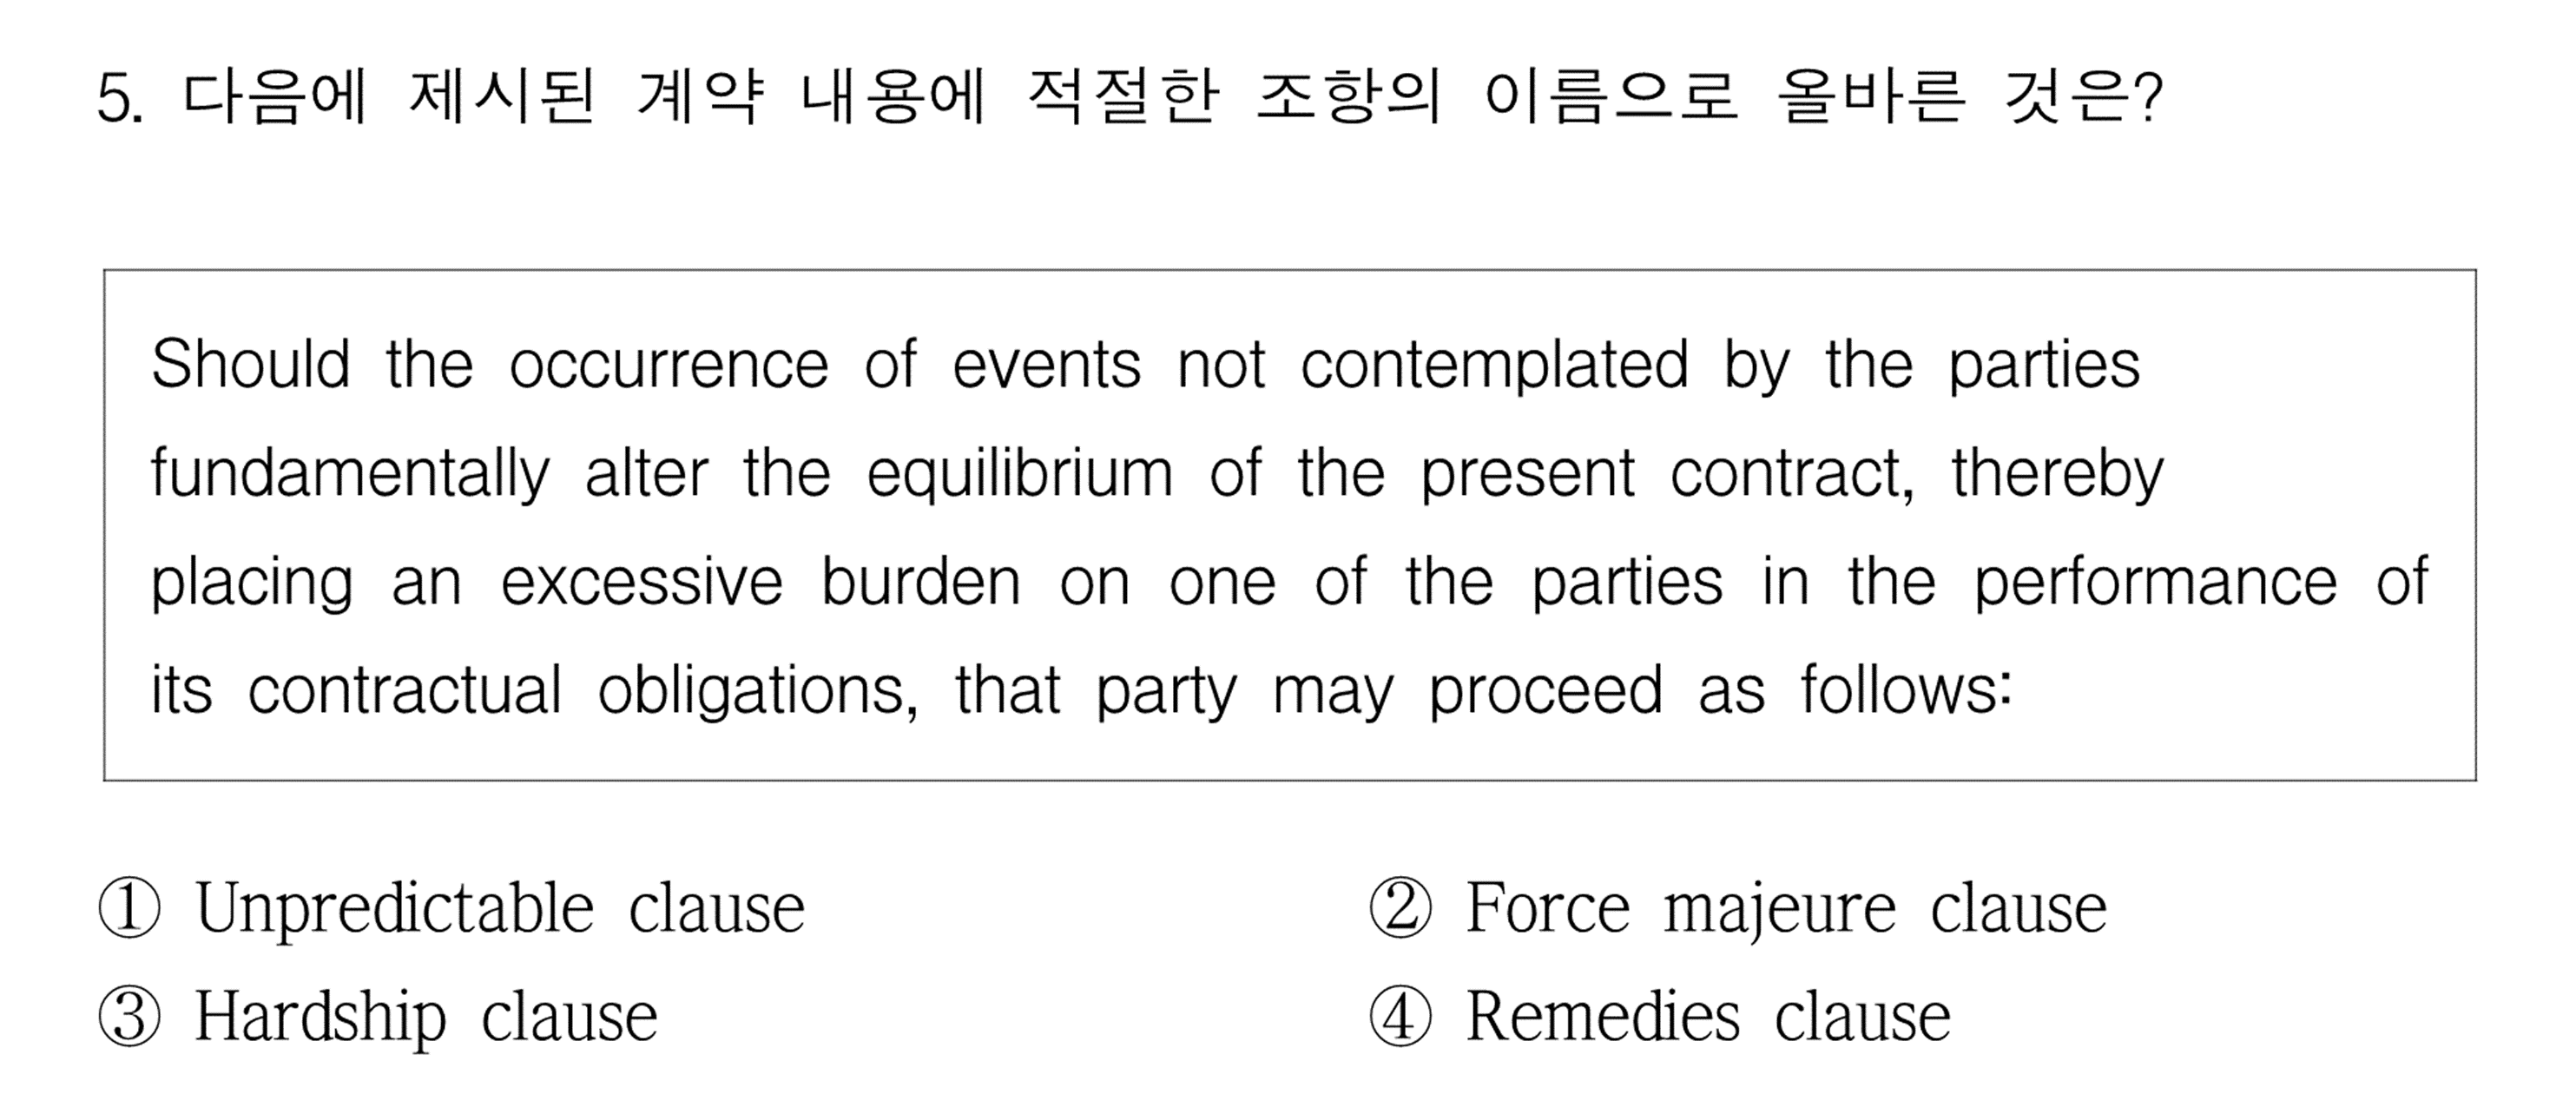 5. 다음에 제시된 계약 내용에 적절한 조항의 이름으로 올바른 것은?
Should the occurrence of events not contemplated by the parties
fundamentally alter the equilibrium of the present contract, thereby
placing an excessive burden on one of the parties in the performance of
its contractual obligations, that party may proceed as follows:
① Unpredictable clause ② Force majeure clause
③ Hardship clause ④ Remedies clause